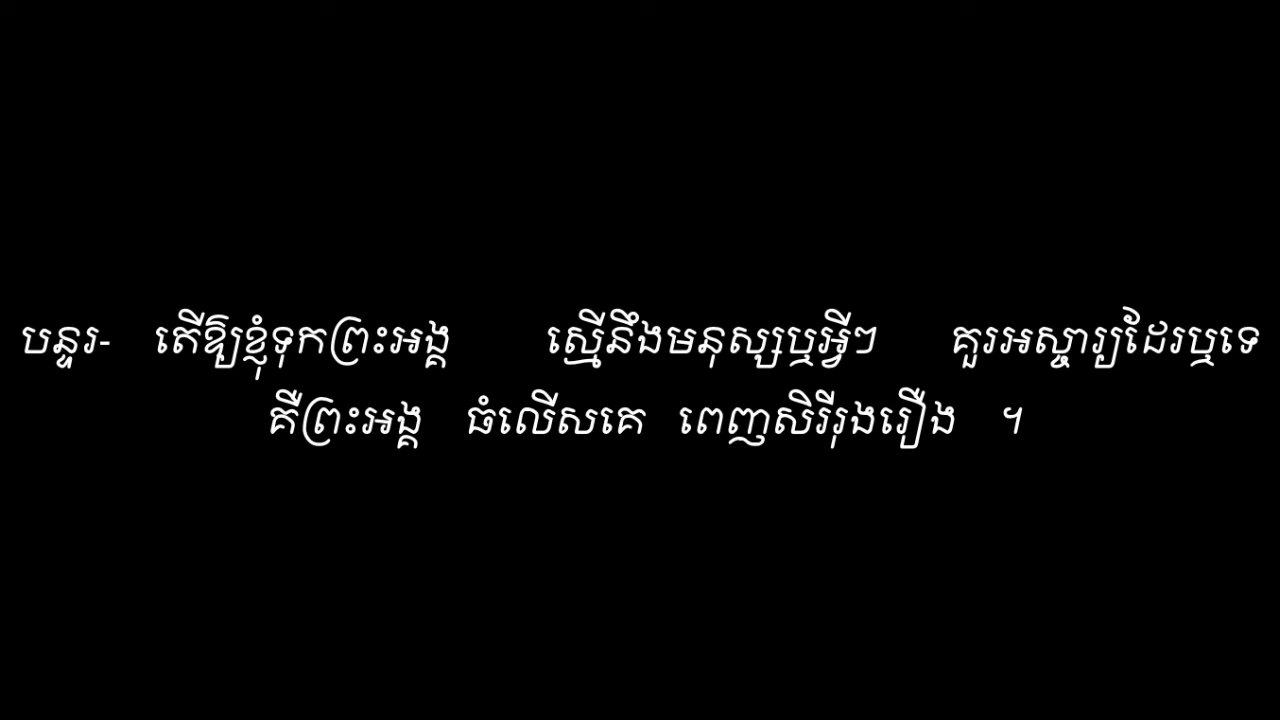 បន្ទរ- តើឱ្យខ្ញុំទុកព្រះអង្គ ស្មើនឹងមនុស្សឬអ្វីៗ គួរអស្ចារ្យដែរឬទេ
គឺព្រះអង្គ ធំលើសគេ ពេញសិរីរុងរឿង ។